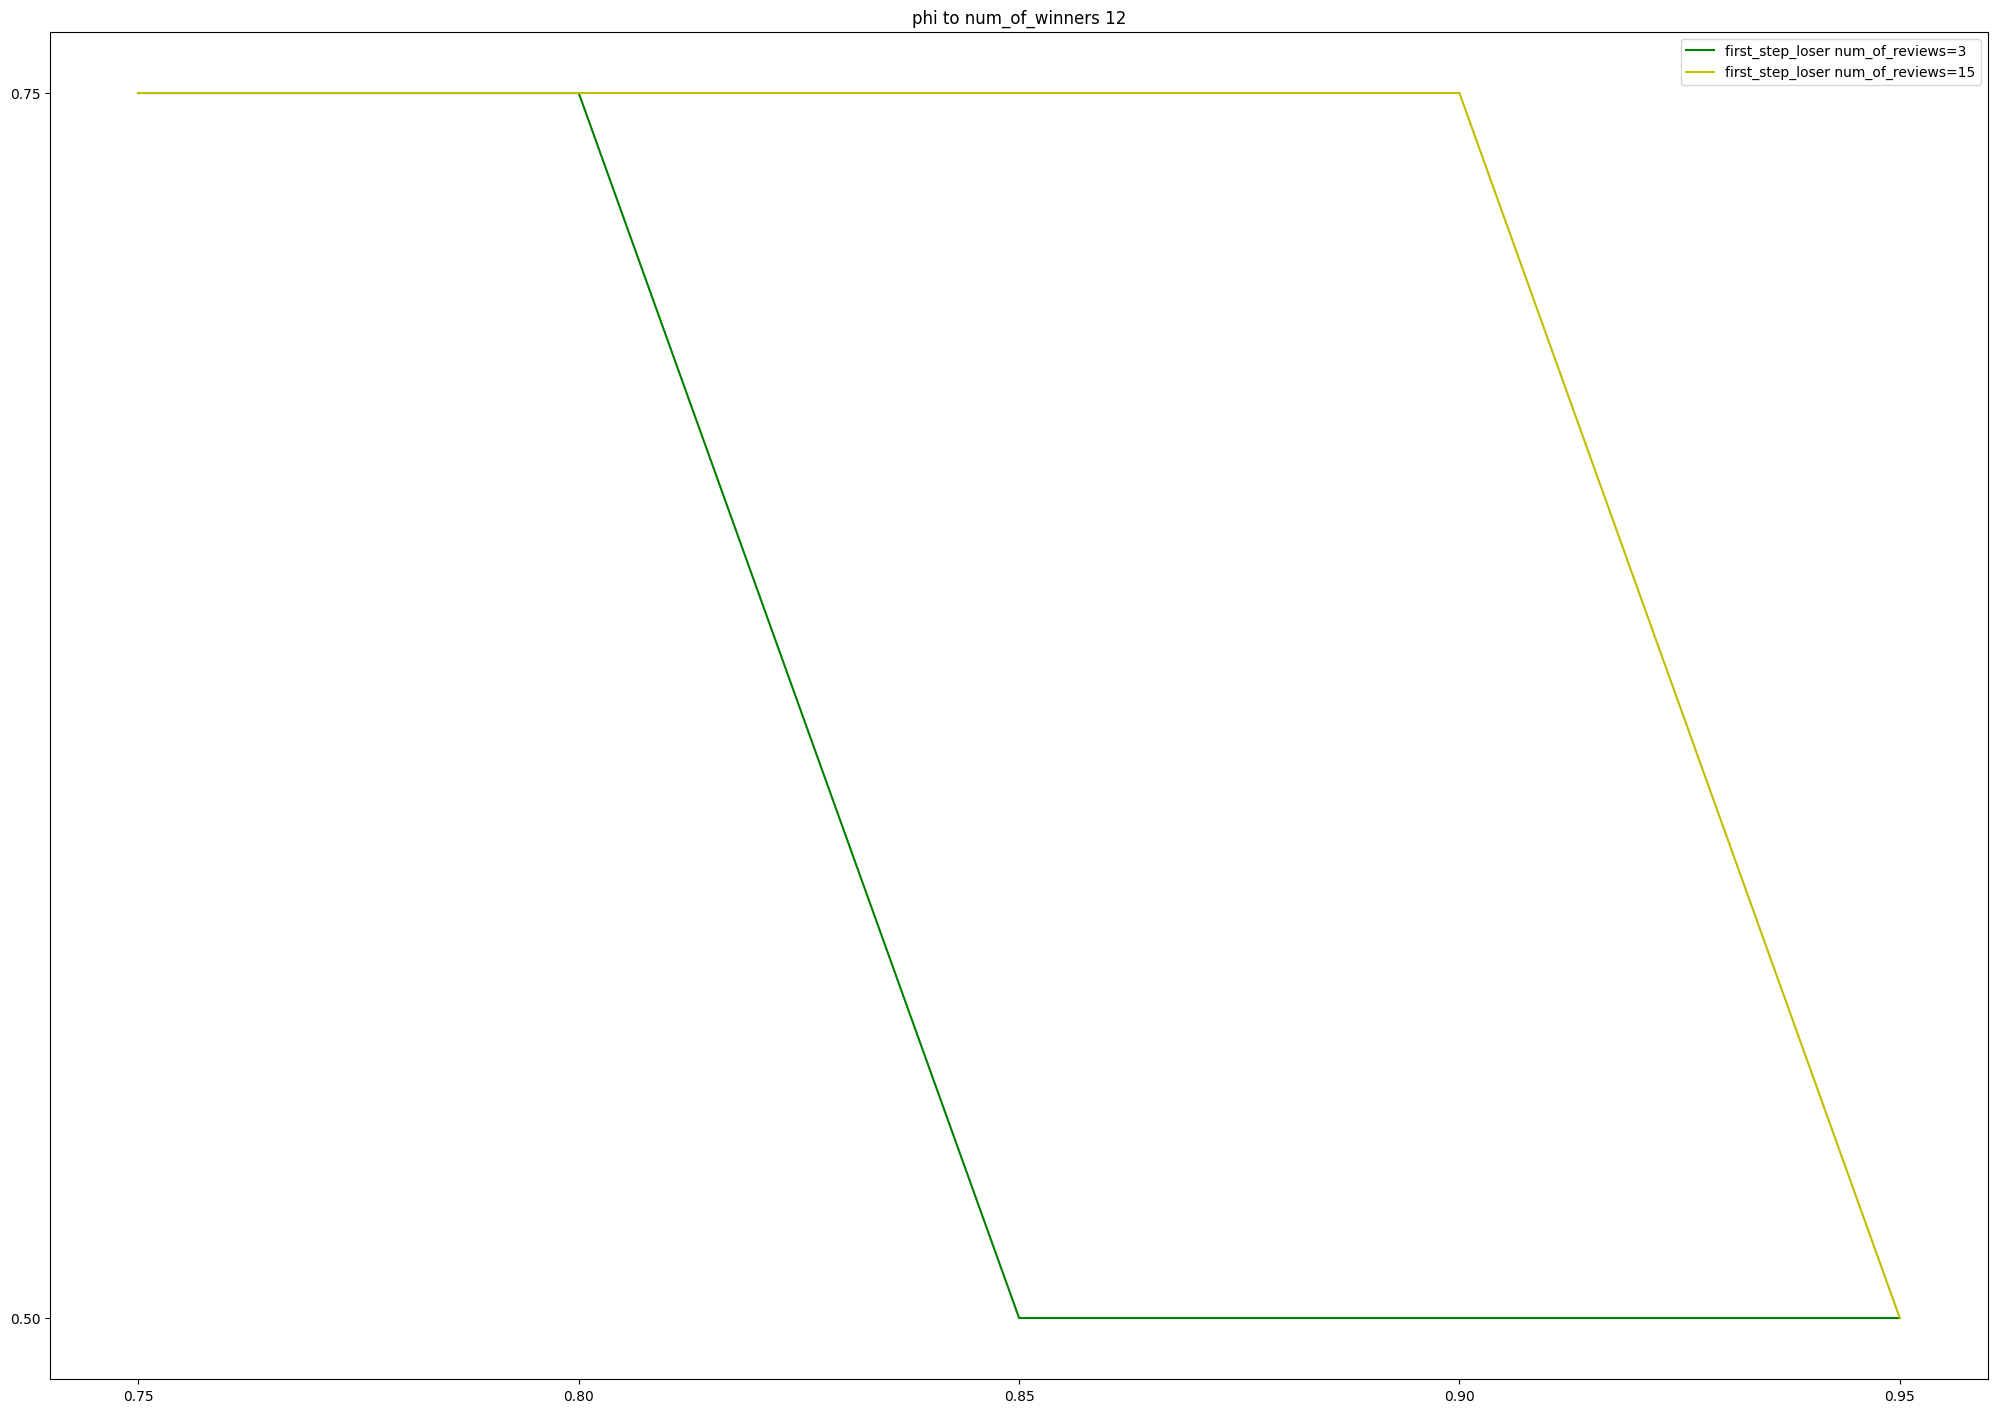 phi to num_of_winners 12
first_step_loser num_of_reviews=3
first_step_loser num_of_reviews=15
0.75
0.50
0.75 0.80 0.85 0.90 0.95